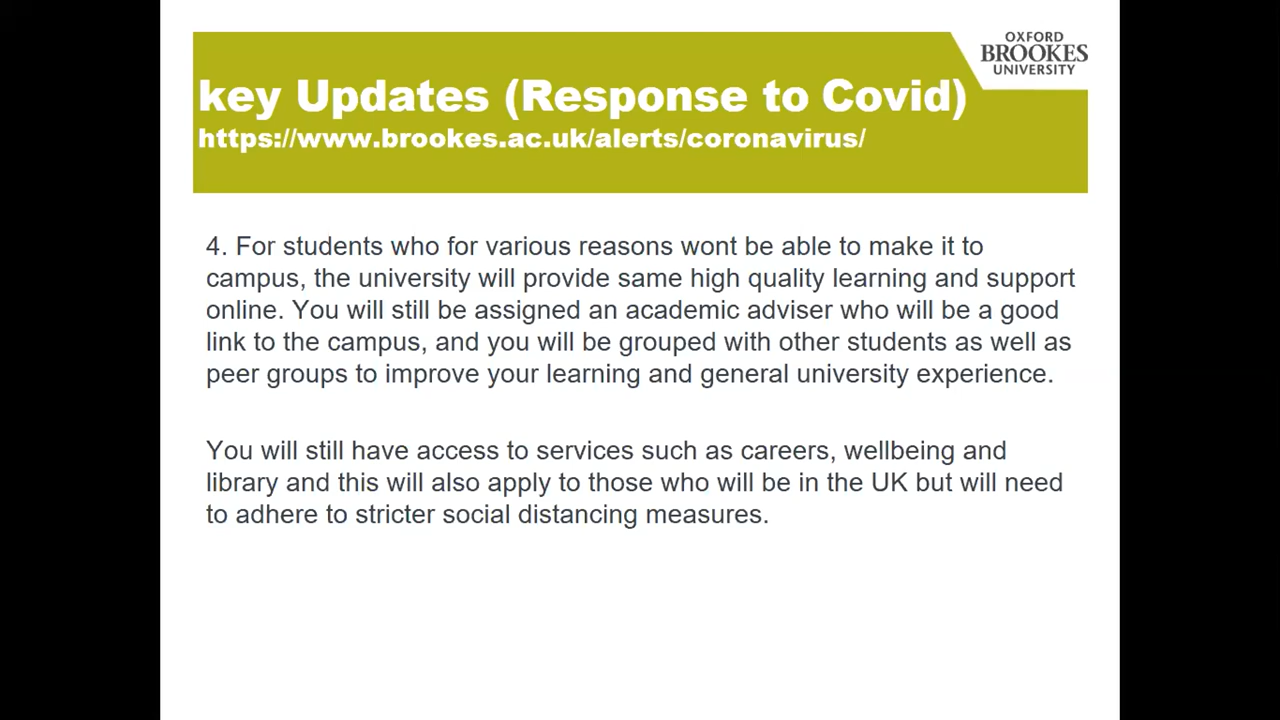 OXFORD
BROOKES
UNIVERSITY
key Updates (Response to Covid)
https://www.brookes.ac.uk/alerts/coronavirus/
4. For students who for various reasons wont be able to make it to
campus, the university will provide same high quality learning and support
online. You will still be assigned an academic adviser who will be a good
link to the campus, and you will be grouped with other students as well as
peer groups to improve your learning and general university experience.
You will still have access to services such as careers, wellbeing and
library and this will also apply to those who will be in the UK but will need
to adhere to stricter social distancing measures.